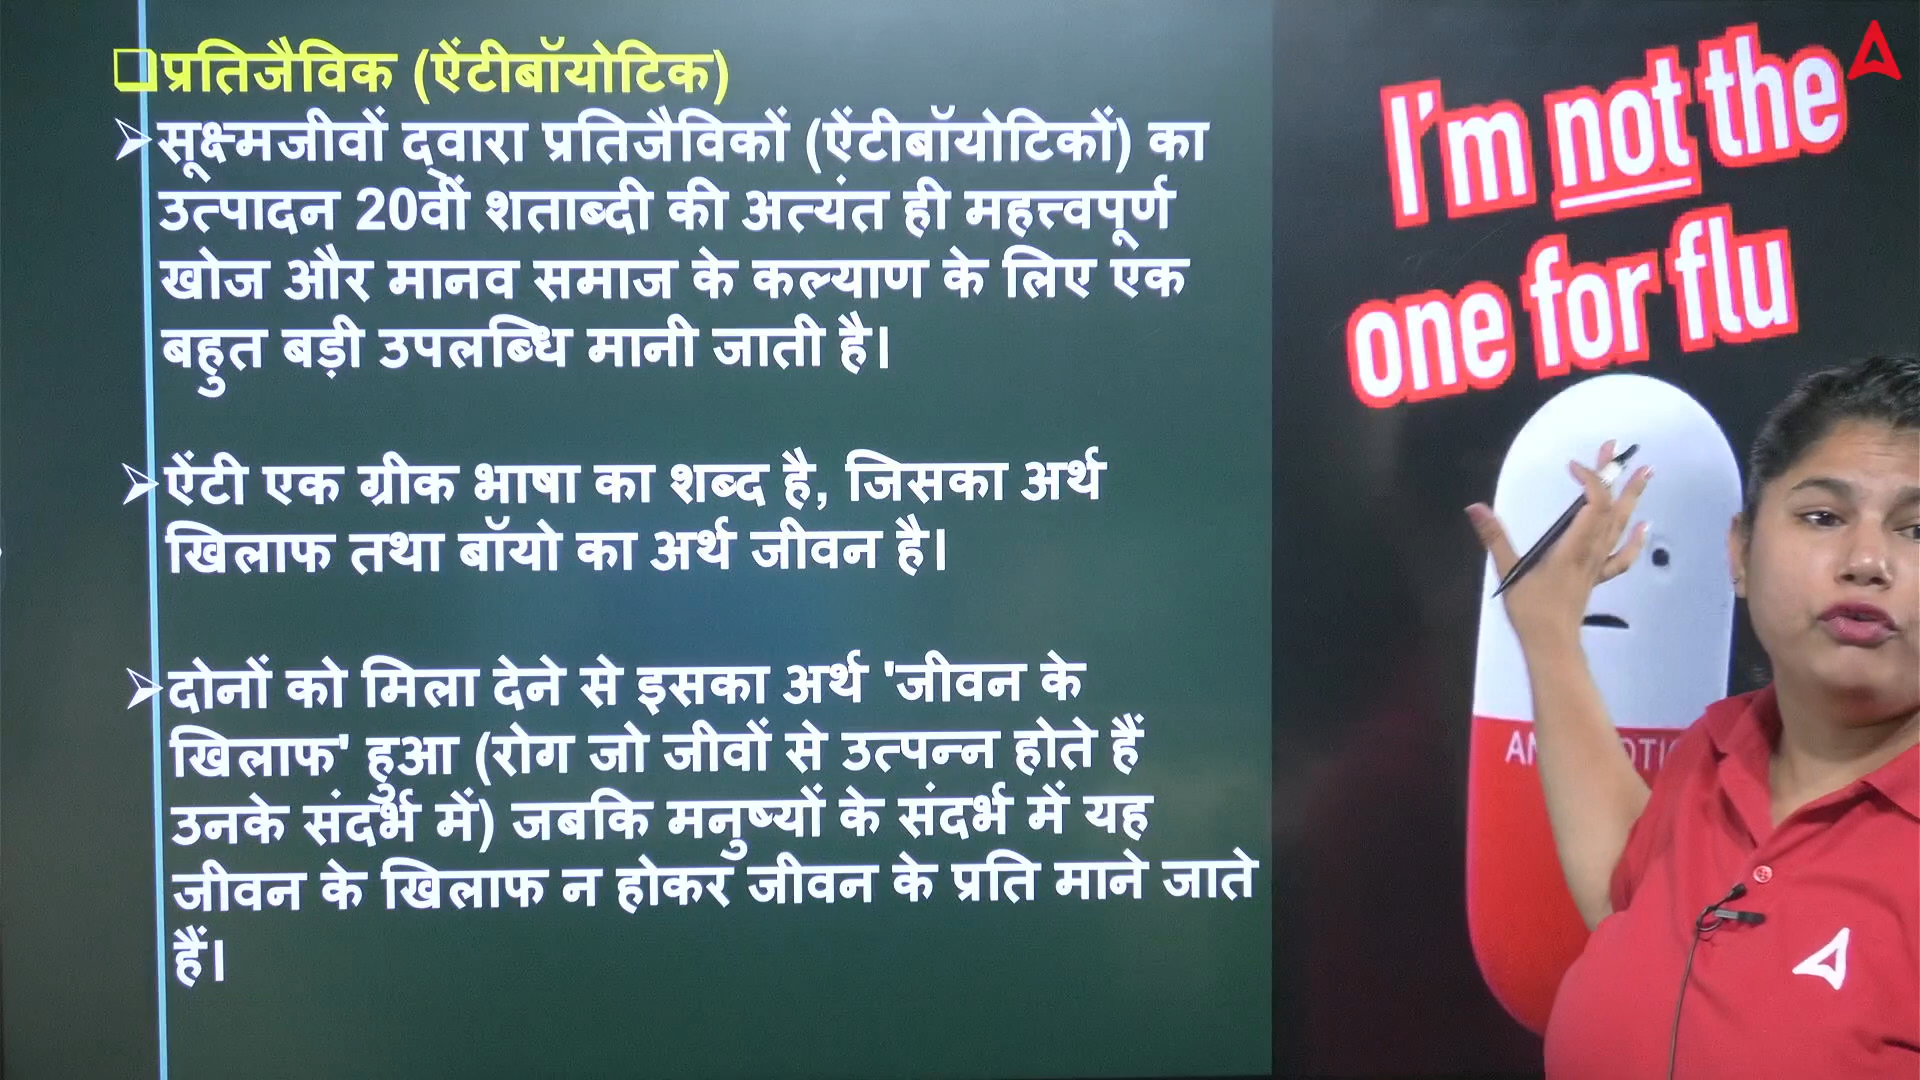 प्रतिजैविक (ऐंटीबॉयोटिक)
सूक्ष्मजीवों द्वारा प्रतिजैविकों (ऐंटीबॉयोटिकों) का
उत्पादन 20वीं शताब्दी की अत्यंत ही महत्त्वपूर्ण
खोज और मानव समाज के कल्याण के लिए एक
बहुत बड़ी उपलब्धि मानी जाती है।
ऐंटी एक ग्रीक भाषा का शब्द है, जिसका अर्थ
खिलाफ तथा बॉयो का अर्थ जीवन है।
दोनों को मिला देने से इसका अर्थ 'जीवन के
खिलाफ' हुआ (रोग जो जीवों से उत्पन्न होते हैं
उनके संदर्भ में) जबकि मनुष्यों के संदर्भ में यह
जीवन के खिलाफ न होकर जीवन के प्रति माने जाते
हैं।
I'm not the
one for flu